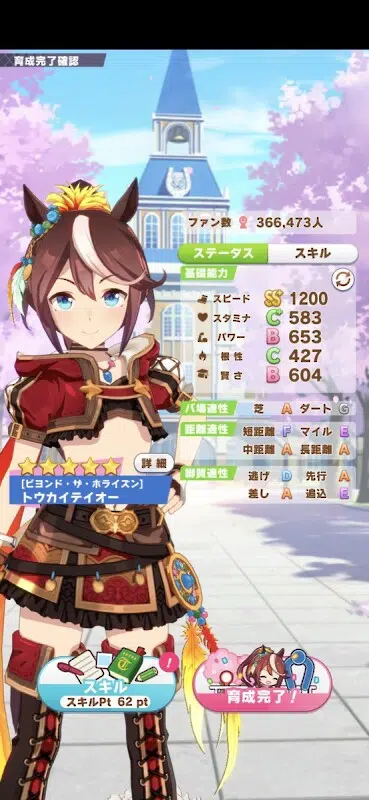 育成完了確認
ファン数 366,473人
ステータス スキル
基礎能力
スピード SS 1200
スタミナ C+ 583
パワー B 653
根性 C 427
賢さ B 604
バ場適性 芝 A ダート G
距離適性 短距離 F マイル E
中距離 A 長距離 A
脚質適性 逃げ D 先行 A
差し A 追込 E
詳細
[ビヨンド・ザ・ホライズン]
トウカイテイオー
スキル
スキルPt 62 pt
育成完了!